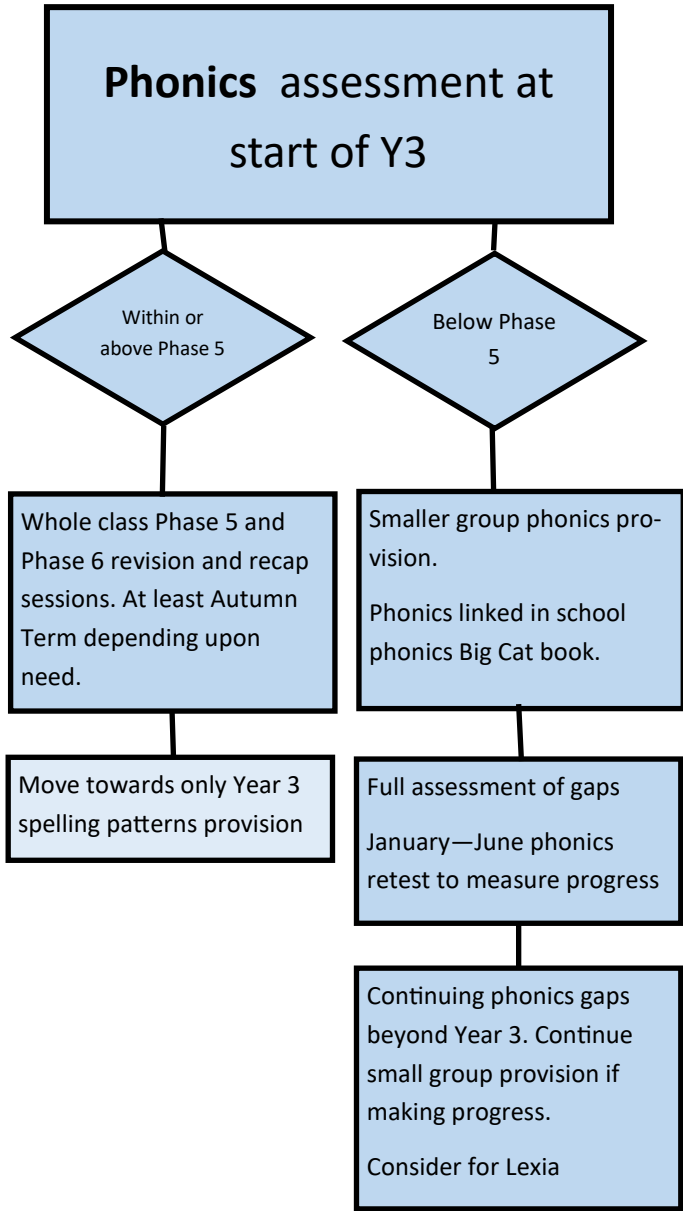 Phonics assessment at
start of Y3
Within or
above Phase 5
Below Phase
5
Whole class Phase 5 and
Phase 6 revision and recap
sessions. At least Autumn
Term depending upon
need.
Smaller group phonics pro-
vision.
Phonics linked in school
phonics Big Cat book.
Move towards only Year 3
spelling patterns provision
Full assessment of gaps
January—June phonics
retest to measure progress
Continuing phonics gaps
beyond Year 3. Continue
small group provision if
making progress.
Consider for Lexia